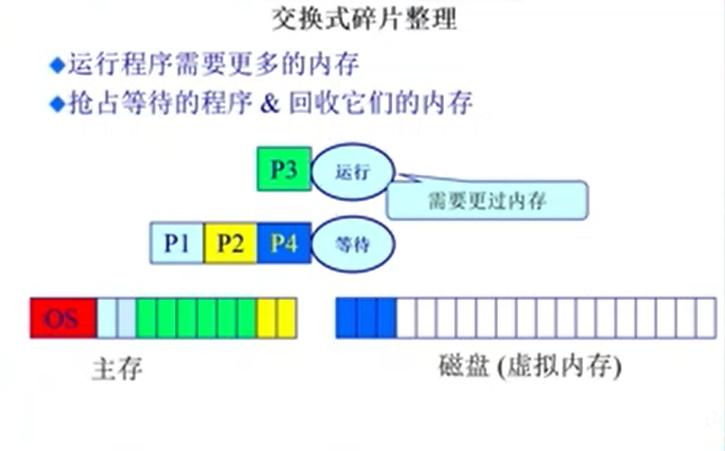 交换式碎片整理
运行程序需要更多的内存
抢占等待的程序 & 回收它们的内存
P3 运行
需要更过内存
P1 P2 P4 等待
OS
主存 磁盘 (虚拟内存)